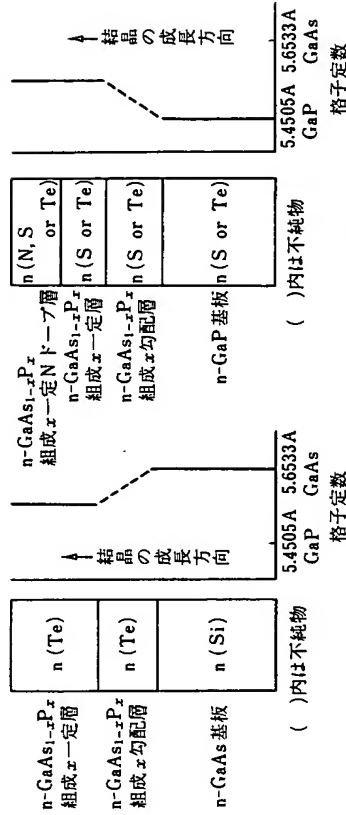 n-GaAs₁₋ₓPₓ
組成x一定層
n(Te)
n-GaAs₁₋ₓPₓ
組成x勾配層
n(Te)
n-GaAs基板
n(Si)
( )内は不純物
結晶の成長方向
5.4505A
GaP
5.6533A
GaAs
格子定数
n-GaAs₁₋ₓPₓ
組成x一定Nドープ層
n(N,S
or Te)
n-GaAs₁₋ₓPₓ
組成x一定層
n(S or Te)
n-GaAs₁₋ₓPₓ
組成x勾配層
n(S or Te)
n-GaP基板
n(S or Te)
( )内は不純物
結晶の成長方向
5.4505A
GaP
5.6533A
GaAs
格子定数